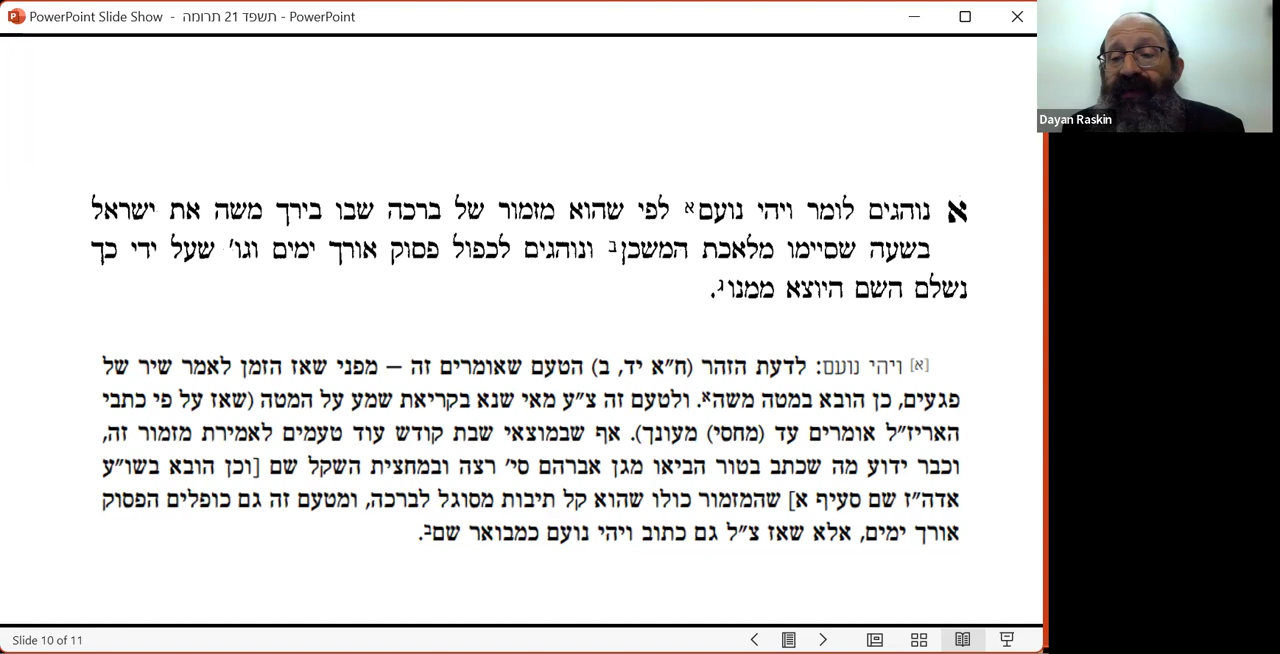 PowerPoint Slide Show - תשפד 21 תרומה - PowerPoint
Dayan Raskin
א נוהגים לומר ויהי נועםא לפי שהוא מזמור של ברכה שבו בירך משה את ישראל
בשעה שסיימו מלאכת המשכןב ונוהגים לכפול פסוק אורך ימים וגו' שעל ידי כך
נשלם השם היוצא ממנוג.
[א] ויהי נועם: לדעת הזהר (ח״א יד, ב) הטעם שאומרים זה – מפני שאז הזמן לאמר שיר של
פגעים, כן הובא במטה משהא. ולטעם זה צ״ע מאי שנא בקריאת שמע על המטה (שאז על פי כתבי
האריז״ל אומרים עד (מחסי) מעונך). אף שבמוצאי שבת קודש עוד טעמים לאמירת מזמור זה,
וכבר ידוע מה שכתב בטור הביאו מגן אברהם סי׳ רצה ובמחצית השקל שם [וכן הובא בשו״ע
אדה״ז שם סעיף א] שהמזמור כולו שהוא קל תיבות מסוגל לברכה, ומטעם זה גם כופלים הפסוק
אורך ימים, אלא שאז צ״ל גם כתוב ויהי נועם כמבואר שםב.
Slide 10 of 11